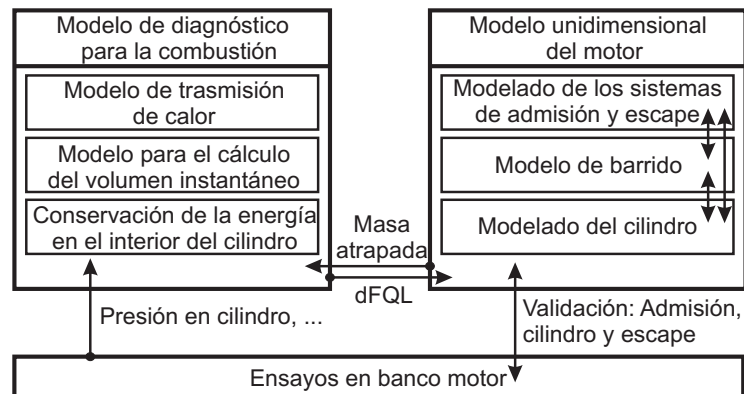 Modelo de diagnóstico
para la combustión
Modelo de trasmisión
de calor
Modelo para el cálculo
del volumen instantáneo
Conservación de la energía
en el interior del cilindro
Masa
atrapada
dFQL
Modelo unidimensional
del motor
Modelado de los sistemas
de admisión y escape
Modelo de barrido
Modelado del cilindro
Presión en cilindro, ...
Validación: Admisión,
cilindro y escape
Ensayos en banco motor